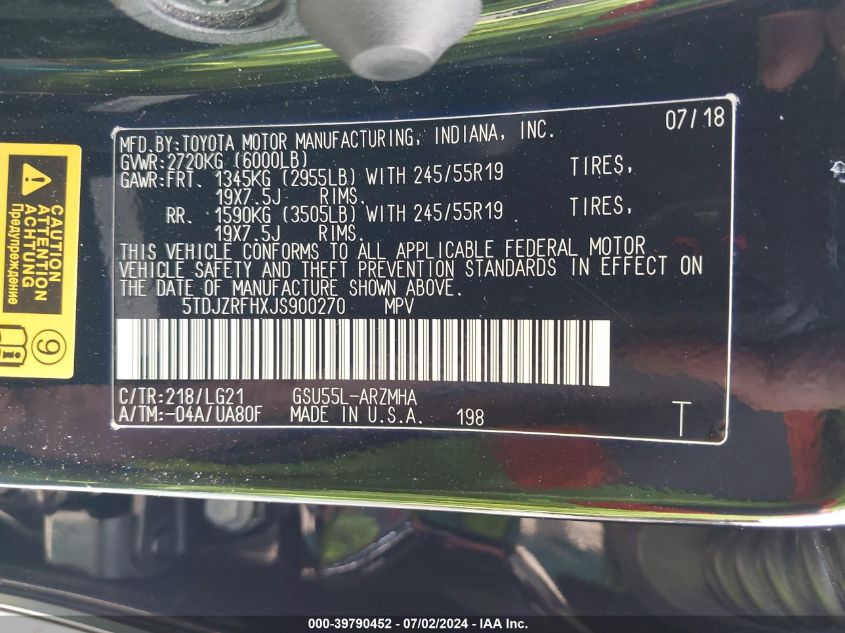 MFD.BY:TOYOTA MOTOR MANUFACTURING, INDIANA, INC. 07/18
GVWR:2720KG (6000LB)
GAWR:FRT. 1345KG (2955LB) WITH 245/55R19 TIRES,
19X7.5J RIMS.
RR. 1590KG (3505LB) WITH 245/55R19 TIRES,
19X7.5J RIMS.
THIS VEHICLE CONFORMS TO ALL APPLICABLE FEDERAL MOTOR
VEHICLE SAFETY AND THEFT PREVENTION STANDARDS IN EFFECT ON
THE DATE OF MANUFACTURE SHOWN ABOVE.
5TDJZRFHXJS900270 MPV
C/TR:218/LG21 GSU55L-ARZMHA
A/TM:-04A/UA80F MADE IN U.S.A. 198 T
CAUTION
ATTENTION
ACHTUNG
Предупреждение
9
000-39790452 - 07/02/2024 - IAA Inc.